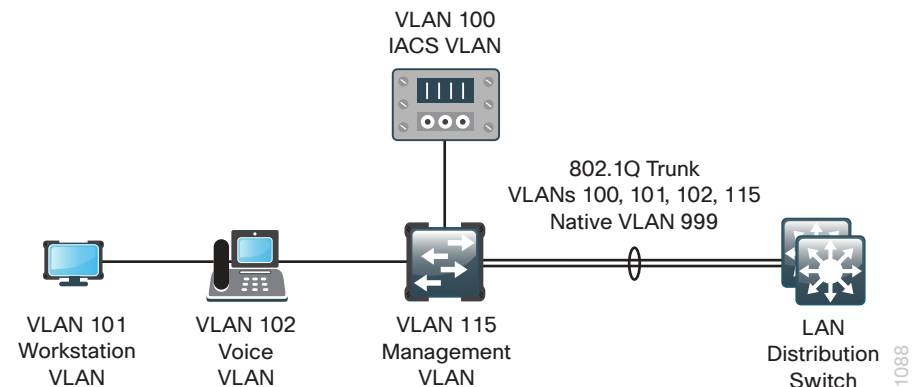 VLAN 100
IACS VLAN
802.1Q Trunk
VLANs 100, 101, 102, 115
Native VLAN 999
VLAN 101
Workstation
VLAN
VLAN 102
Voice
VLAN
VLAN 115
Management
VLAN
LAN
Distribution
Switch
1088